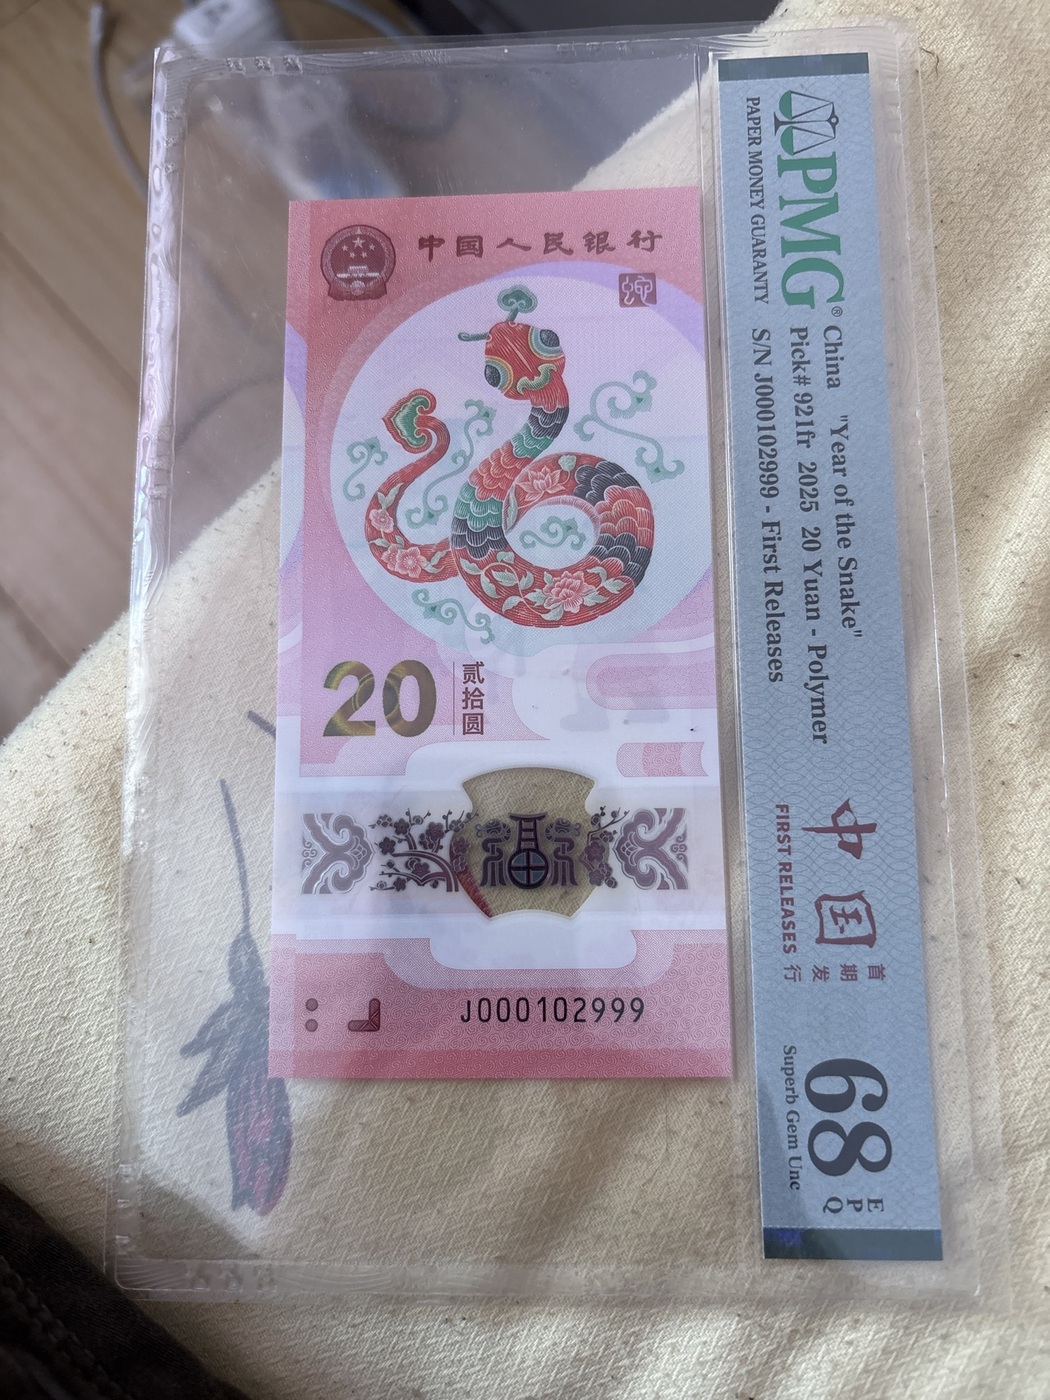 中国人民银行
蛇
20
贰拾圆
福
J000102999
PMG®
PAPER MONEY GUARANTY
China "Year of the Snake"
Pick# 921fr 2025 20 Yuan - Polymer
S/N J000102999 - First Releases
中国
首期发行
FIRST RELEASES
68 EPQ
Superb Gem Unc